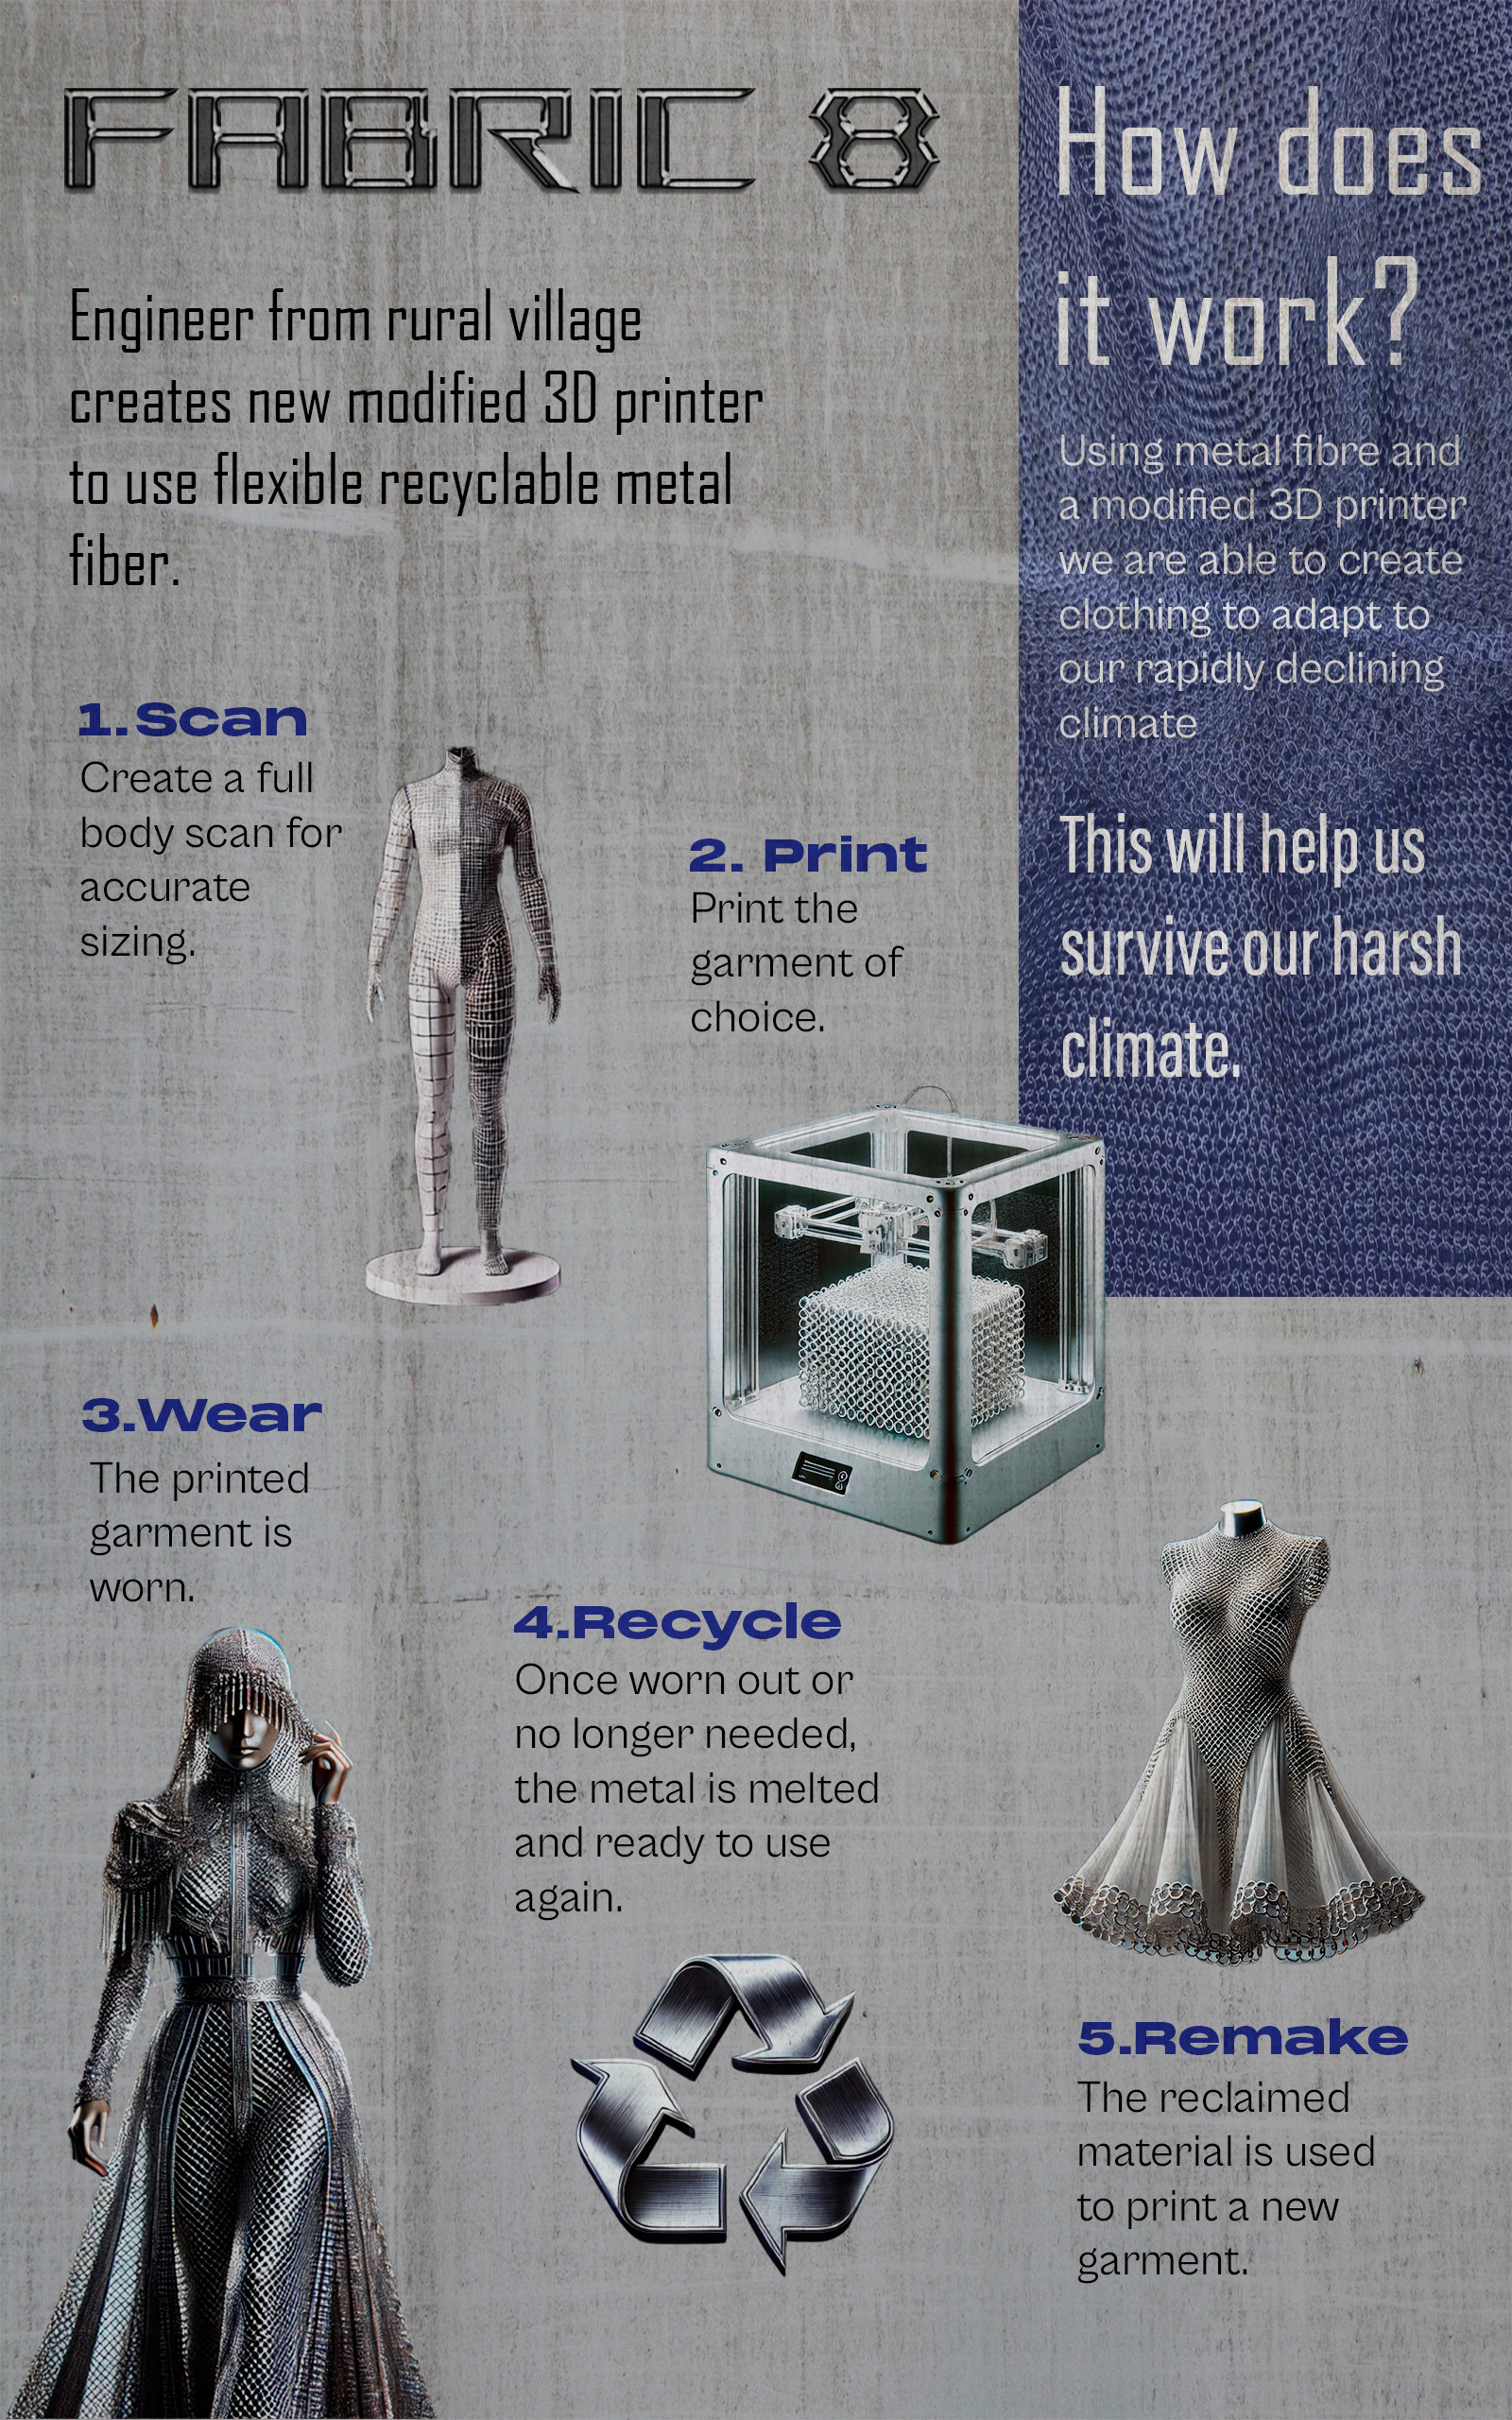 FABRIC 8
Engineer from rural village
creates new modified 3D printer
to use flexible recyclable metal
fiber.
How does
it work?
Using metal fibre and
a modified 3D printer
we are able to create
clothing to adapt to
our rapidly declining
climate
This will help us
survive our harsh
climate.
1.Scan
Create a full
body scan for
accurate
sizing.
2. Print
Print the
garment of
choice.
3.Wear
The printed
garment is
worn.
4.Recycle
Once worn out or
no longer needed,
the metal is melted
and ready to use
again.
5.Remake
The reclaimed
material is used
to print a new
garment.